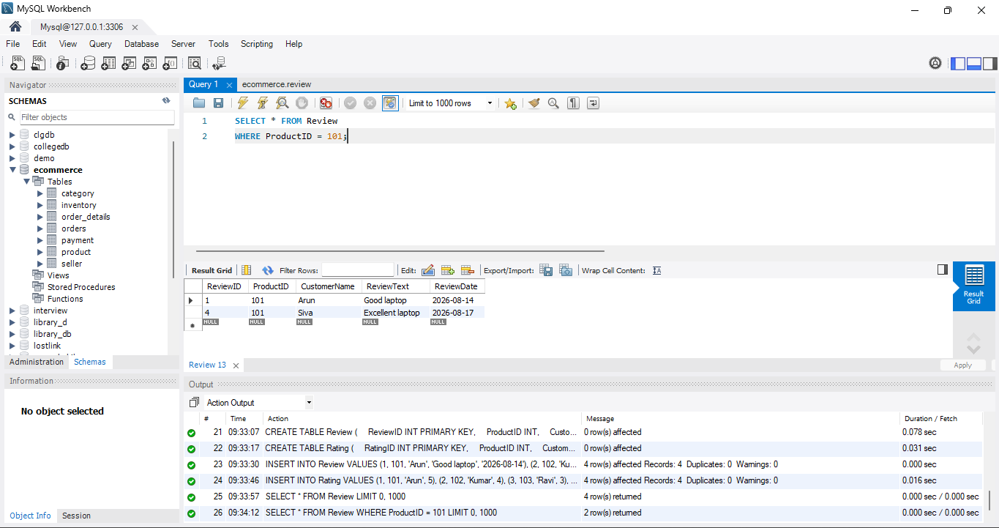 MySQL Workbench
Mysql@127.0.0.1:3306
File Edit View Query Database Server Tools Scripting Help
Navigator
SCHEMAS
Filter objects
clgdb
collegedb
demo
ecommerce
Tables
category
inventory
order_details
orders
payment
product
seller
Views
Stored Procedures
Functions
interview
library_d
library_db
lostlink
Administration Schemas
Information
No object selected
Object Info Session
Query 1 ecommerce.review
Limit to 1000 rows
1 SELECT * FROM Review
2 WHERE ProductID = 101;
Result Grid Filter Rows: Edit: Export/Import: Wrap Cell Content:
ReviewID ProductID CustomerName ReviewText ReviewDate
1 101 Arun Good laptop 2026-08-14
4 101 Siva Excellent laptop 2026-08-17
NULL NULL NULL NULL NULL
Result Grid
Review 13
Apply
Output
Action Output
# Time Action Message Duration / Fetch
21 09:33:07 CREATE TABLE Review ( ReviewID INT PRIMARY KEY, ProductID INT, Custo... 0 row(s) affected 0.078 sec
22 09:33:17 CREATE TABLE Rating ( RatingID INT PRIMARY KEY, ProductID INT, Custom... 0 row(s) affected 0.031 sec
23 09:33:30 INSERT INTO Review VALUES (1, 101, 'Arun', 'Good laptop', '2026-08-14'), (2, 102, 'Ku... 4 row(s) affected Records: 4 Duplicates: 0 Warnings: 0 0.000 sec
24 09:33:46 INSERT INTO Rating VALUES (1, 101, 'Arun', 5), (2, 102, 'Kumar', 4), (3, 103, 'Ravi', 3), ... 4 row(s) affected Records: 4 Duplicates: 0 Warnings: 0 0.016 sec
25 09:33:57 SELECT * FROM Review LIMIT 0, 1000 4 row(s) returned 0.000 sec / 0.000 sec
26 09:34:12 SELECT * FROM Review WHERE ProductID = 101 LIMIT 0, 1000 2 row(s) returned 0.000 sec / 0.000 sec